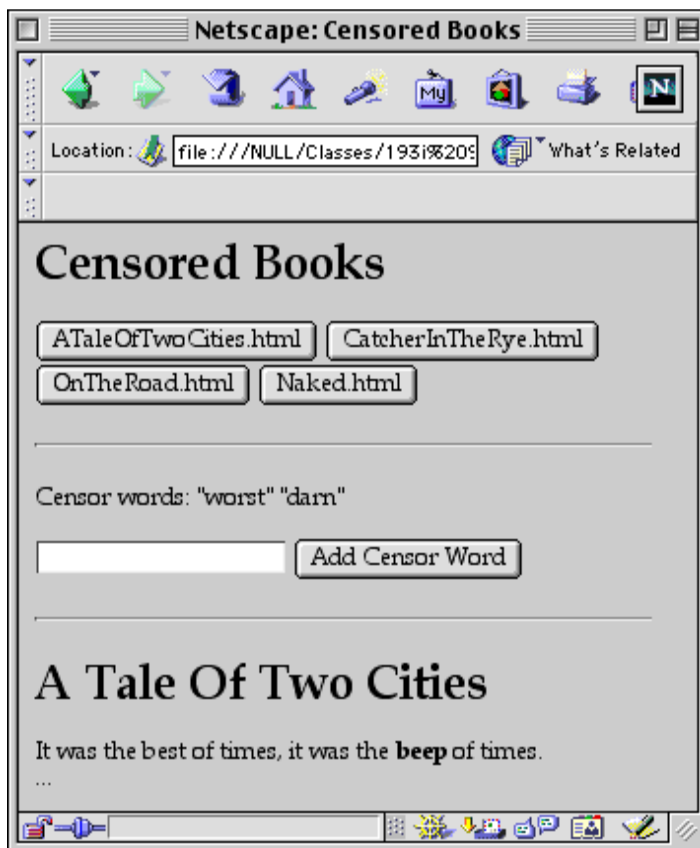 Netscape: Censored Books
My
N
Location: file:///NULL/Classes/193i%209 What's Related
Censored Books
ATaleOfTwoCities.html CatcherInTheRye.html
OnTheRoad.html Naked.html
Censor words: "worst" "darn"
Add Censor Word
A Tale Of Two Cities
It was the best of times, it was the beep of times.
...